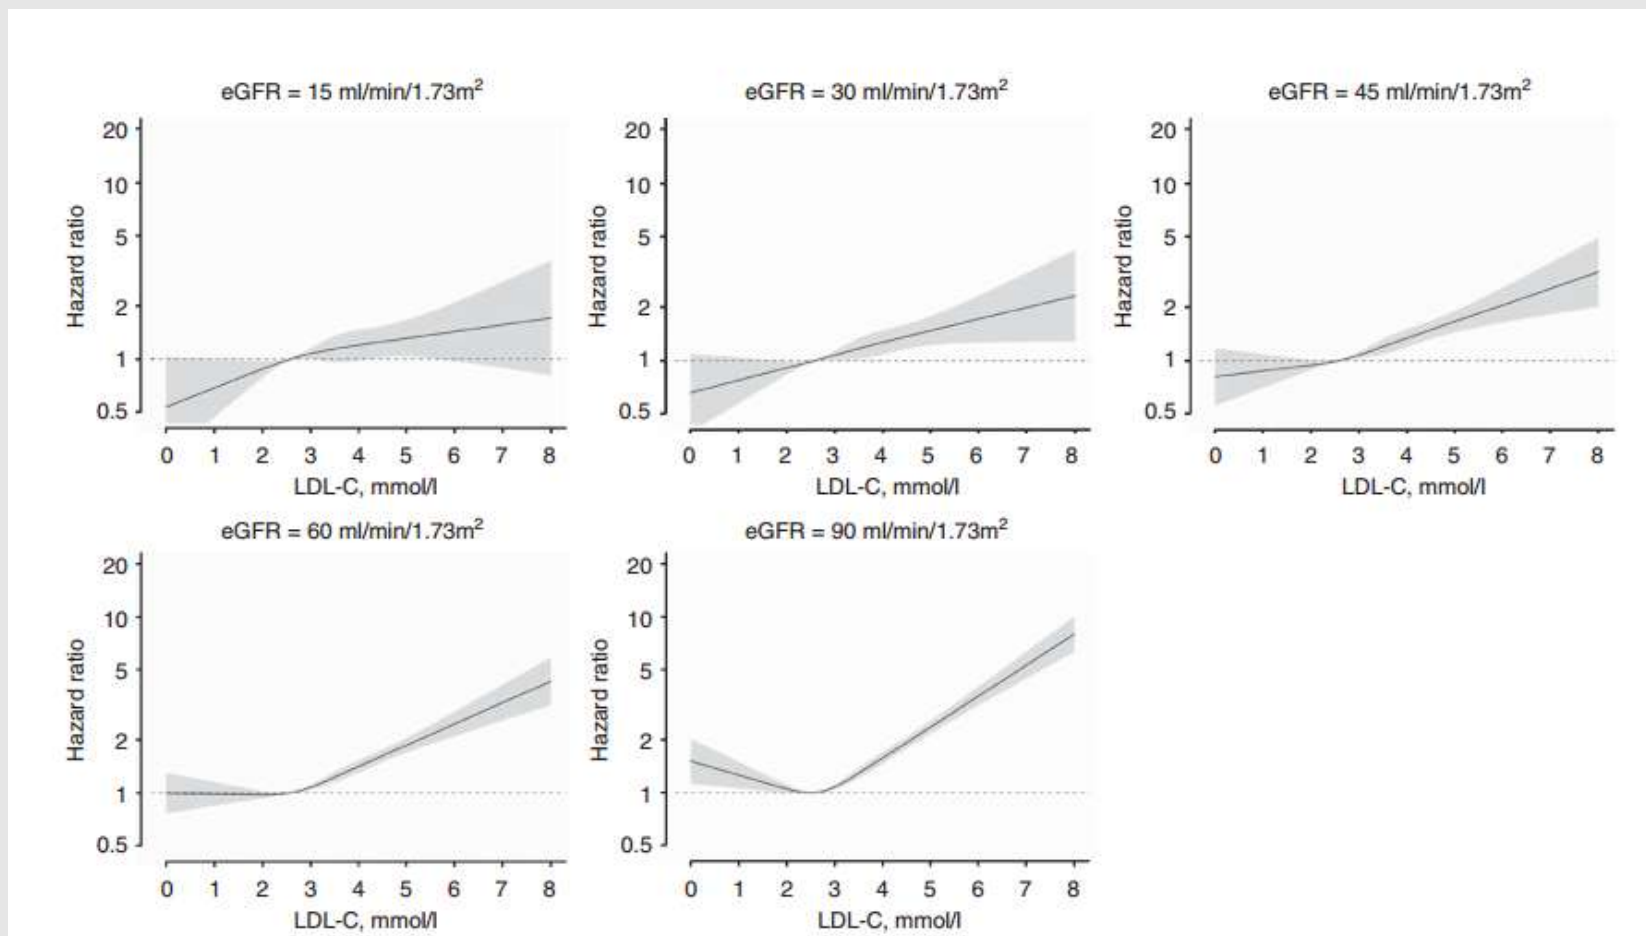 eGFR = 15 ml/min/1.73m²
20
10
5
2
1
0.5
Hazard ratio
0 1 2 3 4 5 6 7 8
LDL-C, mmol/l
eGFR = 30 ml/min/1.73m²
20
10
5
2
1
0.5
Hazard ratio
0 1 2 3 4 5 6 7 8
LDL-C, mmol/l
eGFR = 45 ml/min/1.73m²
20
10
5
2
1
0.5
Hazard ratio
0 1 2 3 4 5 6 7 8
LDL-C, mmol/l
eGFR = 60 ml/min/1.73m²
20
10
5
2
1
0.5
Hazard ratio
0 1 2 3 4 5 6 7 8
LDL-C, mmol/l
eGFR = 90 ml/min/1.73m²
20
10
5
2
1
0.5
Hazard ratio
0 1 2 3 4 5 6 7 8
LDL-C, mmol/l